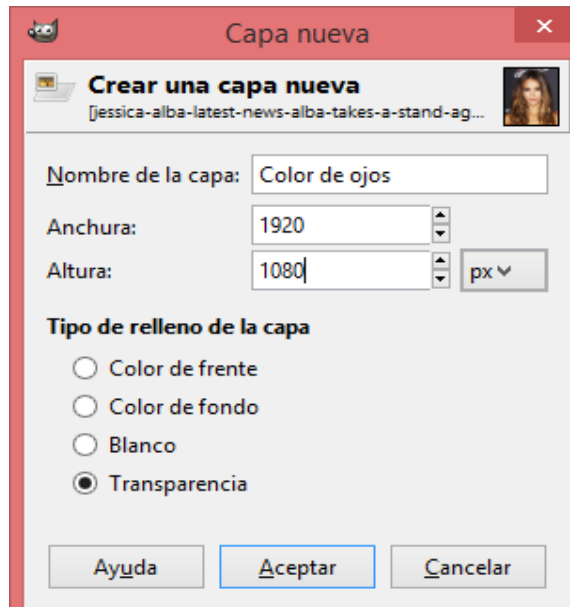 Capa nueva
Crear una capa nueva
[jessica-alba-latest-news-alba-takes-a-stand-ag...
Nombre de la capa: Color de ojos
Anchura: 1920
Altura: 1080 px
Tipo de relleno de la capa
Color de frente
Color de fondo
Blanco
Transparencia
Ayuda Aceptar Cancelar